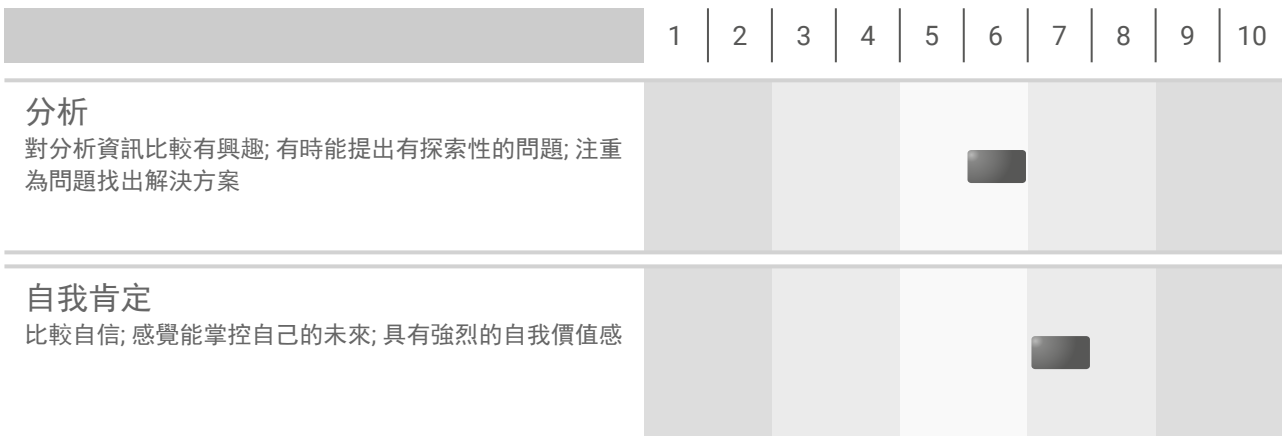 1 2 3 4 5 6 7 8 9 10
分析
對分析資訊比較有興趣; 有時能提出有探索性的問題; 注重
為問題找出解決方案
自我肯定
比較自信; 感覺能掌控自己的未來; 具有強烈的自我價值感